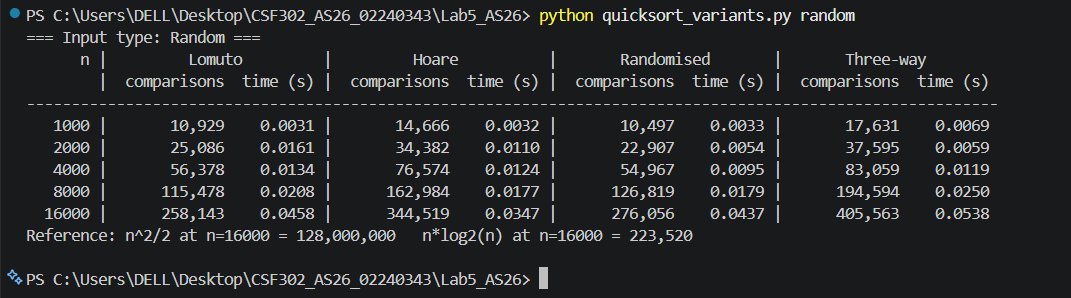 PS C:\Users\DELL\Desktop\CSF302_AS26_02240343\Lab5_AS26> python quicksort_variants.py random
=== Input type: Random ===
n | Lomuto | Hoare | Randomised | Three-way
| comparisons time (s) | comparisons time (s) | comparisons time (s) | comparisons time (s)
--------------------------------------------------------------------------------------------------
1000 | 10,929 0.0031 | 14,666 0.0032 | 10,497 0.0033 | 17,631 0.0069
2000 | 25,086 0.0161 | 34,382 0.0110 | 22,907 0.0054 | 37,595 0.0059
4000 | 56,378 0.0134 | 76,574 0.0124 | 54,967 0.0095 | 83,059 0.0119
8000 | 115,478 0.0208 | 162,984 0.0177 | 126,819 0.0179 | 194,594 0.0250
16000 | 258,143 0.0458 | 344,519 0.0347 | 276,056 0.0437 | 405,563 0.0538
Reference: n^2/2 at n=16000 = 128,000,000 n*log2(n) at n=16000 = 223,520
PS C:\Users\DELL\Desktop\CSF302_AS26_02240343\Lab5_AS26>